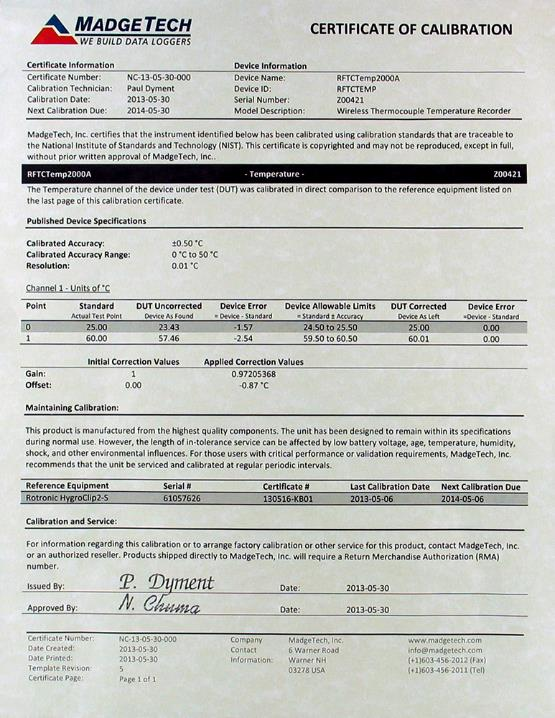 MADGETECH
WE BUILD DATA LOGGERS
CERTIFICATE OF CALIBRATION
Certificate Information Device Information
Certificate Number: NC-13-05-30-000 Device Name: RFTCTemp2000A
Calibration Technician: Paul Dyment Device ID: RFTCTEMP
Calibration Date: 2013-05-30 Serial Number: Z00421
Next Calibration Due: 2014-05-30 Model Description: Wireless Thermocouple Temperature Recorder
MadgeTech, Inc. certifies that the instrument identified below has been calibrated using calibration standards that are traceable to
the National Institute of Standards and Technology (NIST). This certificate is copyrighted and may not be reproduced, except in full,
without prior written approval of MadgeTech, Inc..
RFTCTemp2000A - Temperature - Z00421
The Temperature channel of the device under test (DUT) was calibrated in direct comparison to the reference equipment listed on
the last page of this calibration certificate.
Published Device Specifications
Calibrated Accuracy: ±0.50 °C
Calibrated Accuracy Range: 0 °C to 50 °C
Resolution: 0.01 °C
Channel 1 - Units of °C
Point Standard DUT Uncorrected Device Error Device Allowable Limits DUT Corrected Device Error
Actual Test Point Device As Found = Device - Standard = Standard ± Accuracy Device As Left =Device - Standard
0 25.00 23.43 -1.57 24.50 to 25.50 25.00 0.00
1 60.00 57.46 -2.54 59.50 to 60.50 60.01 0.00
Initial Correction Values Applied Correction Values
Gain: 1 0.97205368
Offset: 0.00 -0.87 °C
Maintaining Calibration:
This product is manufactured from the highest quality components. The unit has been designed to remain within its specifications
during normal use. However, the length of in-tolerance service can be affected by low battery voltage, age, temperature, humidity,
shock, and other environmental influences. For those users with critical performance or validation requirements, MadgeTech, Inc.
recommends that the unit be serviced and calibrated at regular periodic intervals.
Reference Equipment Serial # Certificate # Last Calibration Date Next Calibration Due
Rotronic HygroClip2-S 61057626 130516-KB01 2013-05-06 2014-05-06
Calibration and Service:
For information regarding this calibration or to arrange factory calibration or other service for this product, contact MadgeTech, Inc.
or an authorized reseller. Products shipped directly to MadgeTech, Inc. will require a Return Merchandise Authorization (RMA)
number.
Issued By: P. Dyment Date: 2013-05-30
Approved By: N. Chuma Date: 2013-05-30
Certificate Number: NC-13-05-30-000 Company MadgeTech, Inc. www.madgetech.com
Date Created: 2013-05-30 Contact 6 Warner Road info@madgetech.com
Date Printed: 2013-05-30 Information: Warner NH (+1)603-456-2012 (Fax)
Template Revision: 5 03278 USA (+1)603-456-2011 (Tel)
Certificate Page: Page 1 of 1